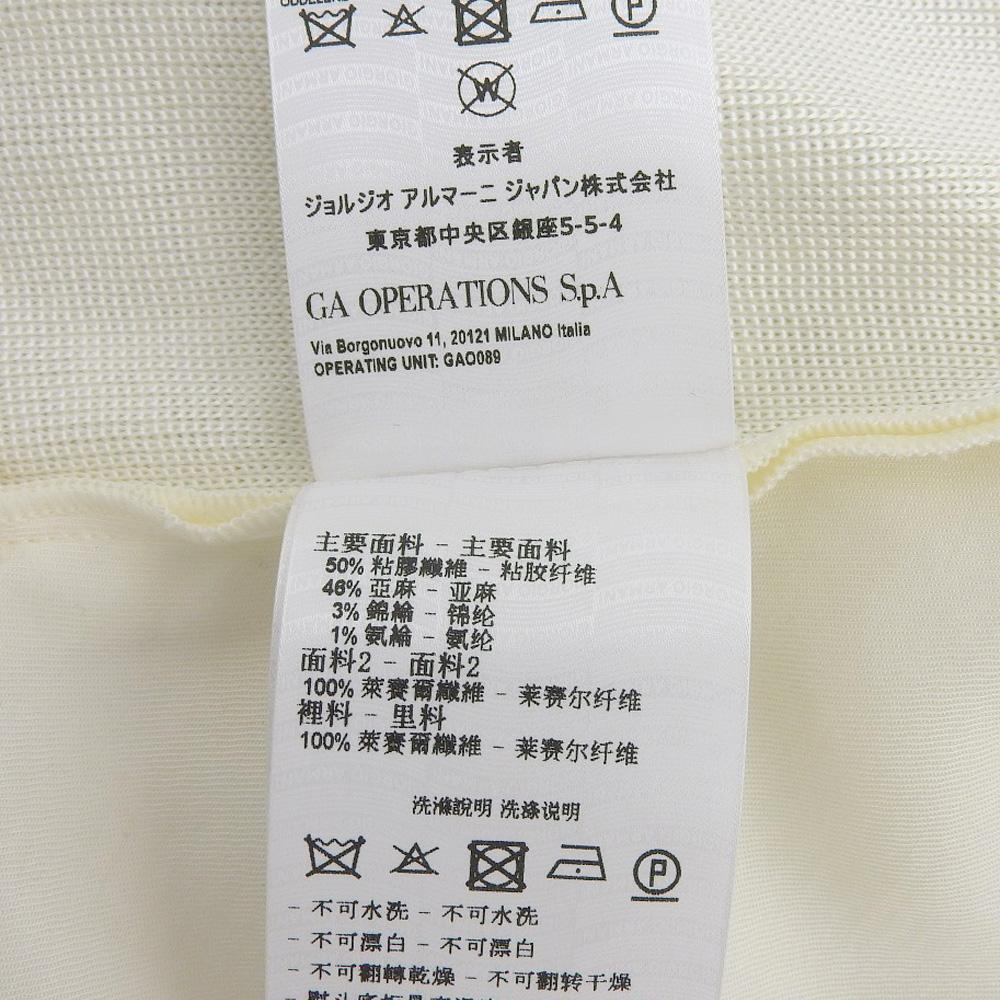 W
表示者
ジョルジオ アルマーニ ジャパン株式会社
東京都中央区銀座5-5-4
GA OPERATIONS S.p.A
Via Borgonuovo 11, 20121 MILANO Italia
OPERATING UNIT: GAO089
主要面料 - 主要面料
50% 粘膠纖維 - 粘胶纤维
46% 亞麻 - 亚麻
3% 錦綸 - 锦纶
1% 氨綸 - 氨纶
面料2 - 面料2
100% 萊賽爾纖維 - 莱赛尔纤维
裡料 - 里料
100% 萊賽爾纖維 - 莱赛尔纤维
洗滌說明 洗涤说明
P
- 不可水洗 - 不可水洗
- 不可漂白 - 不可漂白
- 不可翻轉乾燥 - 不可翻转干燥